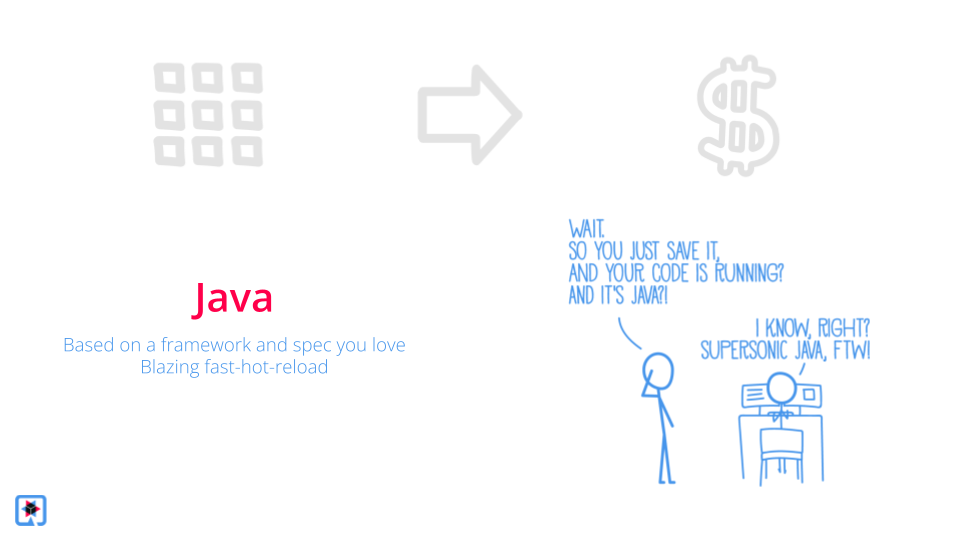 Java
Based on a framework and spec you love
Blazing fast-hot-reload
WAIT.
SO YOU JUST SAVE IT,
AND YOUR CODE IS RUNNING?
AND IT'S JAVA?!
I KNOW, RIGHT?
SUPERSONIC JAVA, FTW!